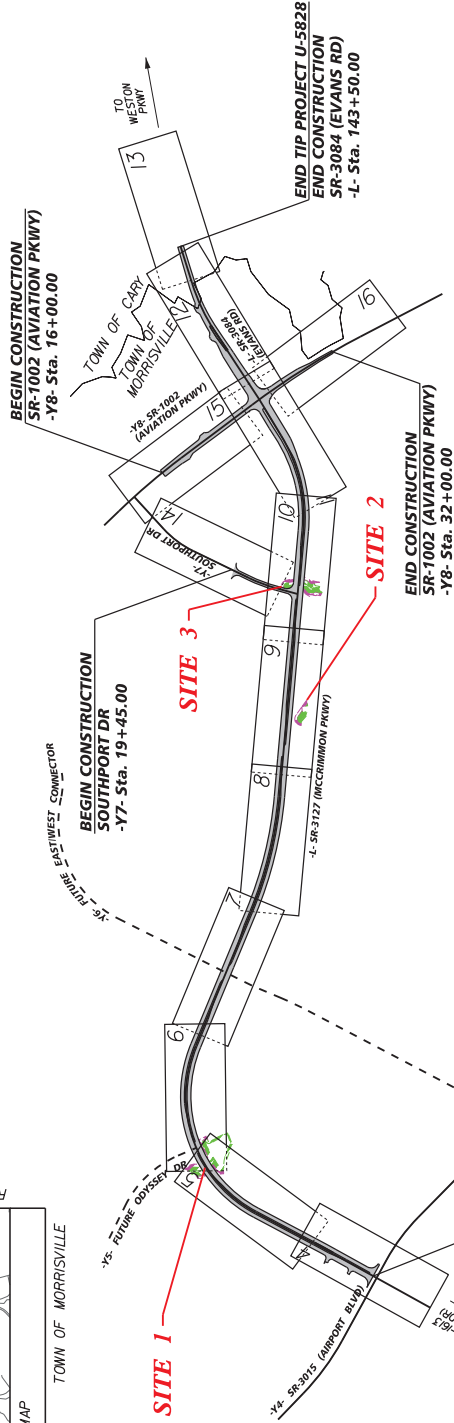 BEGIN CONSTRUCTION
SR-1002 (AVIATION PKWY)
-Y8- Sta. 16+00.00
TO
WESTON
PKWY
13
TOWN OF CARY
TOWN OF
MORRISVILLE
12
END TIP PROJECT U-5828
END CONSTRUCTION
SR-3084 (EVANS RD)
-L- Sta. 143+50.00
-L- SR-3084
(EVANS RD)
16
15
-Y8- SR-1002
(AVIATION PKWY)
14
-Y7-
SOUTHPORT DR
10
END CONSTRUCTION
SR-1002 (AVIATION PKWY)
-Y8- Sta. 32+00.00
SITE 2
SITE 3
9
BEGIN CONSTRUCTION
SOUTHPORT DR
-Y7- Sta. 19+45.00
8
-L- SR-3127 (MCCRIMMON PKWY)
-Y6- FUTURE EAST/WEST CONNECTOR
7
6
-Y5- FUTURE ODYSSEY DR
5
SITE 1
4
-Y4- SR-3015 (AIRPORT BLVD)
TOWN OF MORRISVILLE
MAP